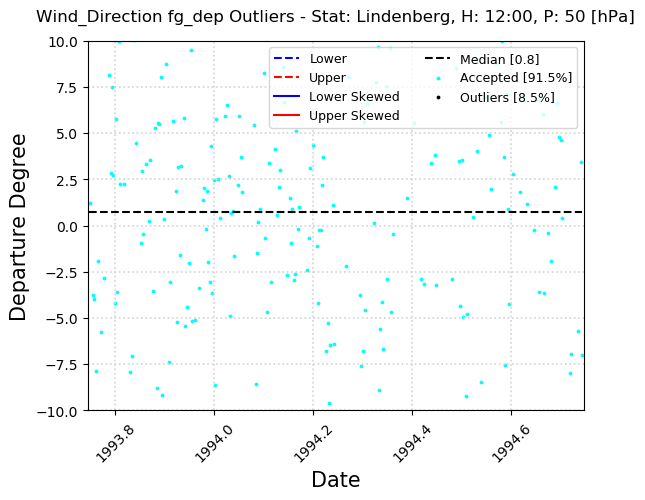 Wind_Direction fg_dep Outliers - Stat: Lindenberg, H: 12:00, P: 50 [hPa]
Lower
Upper
Lower Skewed
Upper Skewed
Median [0.8]
Accepted [91.5%]
Outliers [8.5%]
Departure Degree
10.0
7.5
5.0
2.5
0.0
−2.5
−5.0
−7.5
−10.0
1993.8
1994.0
1994.2
1994.4
1994.6
Date